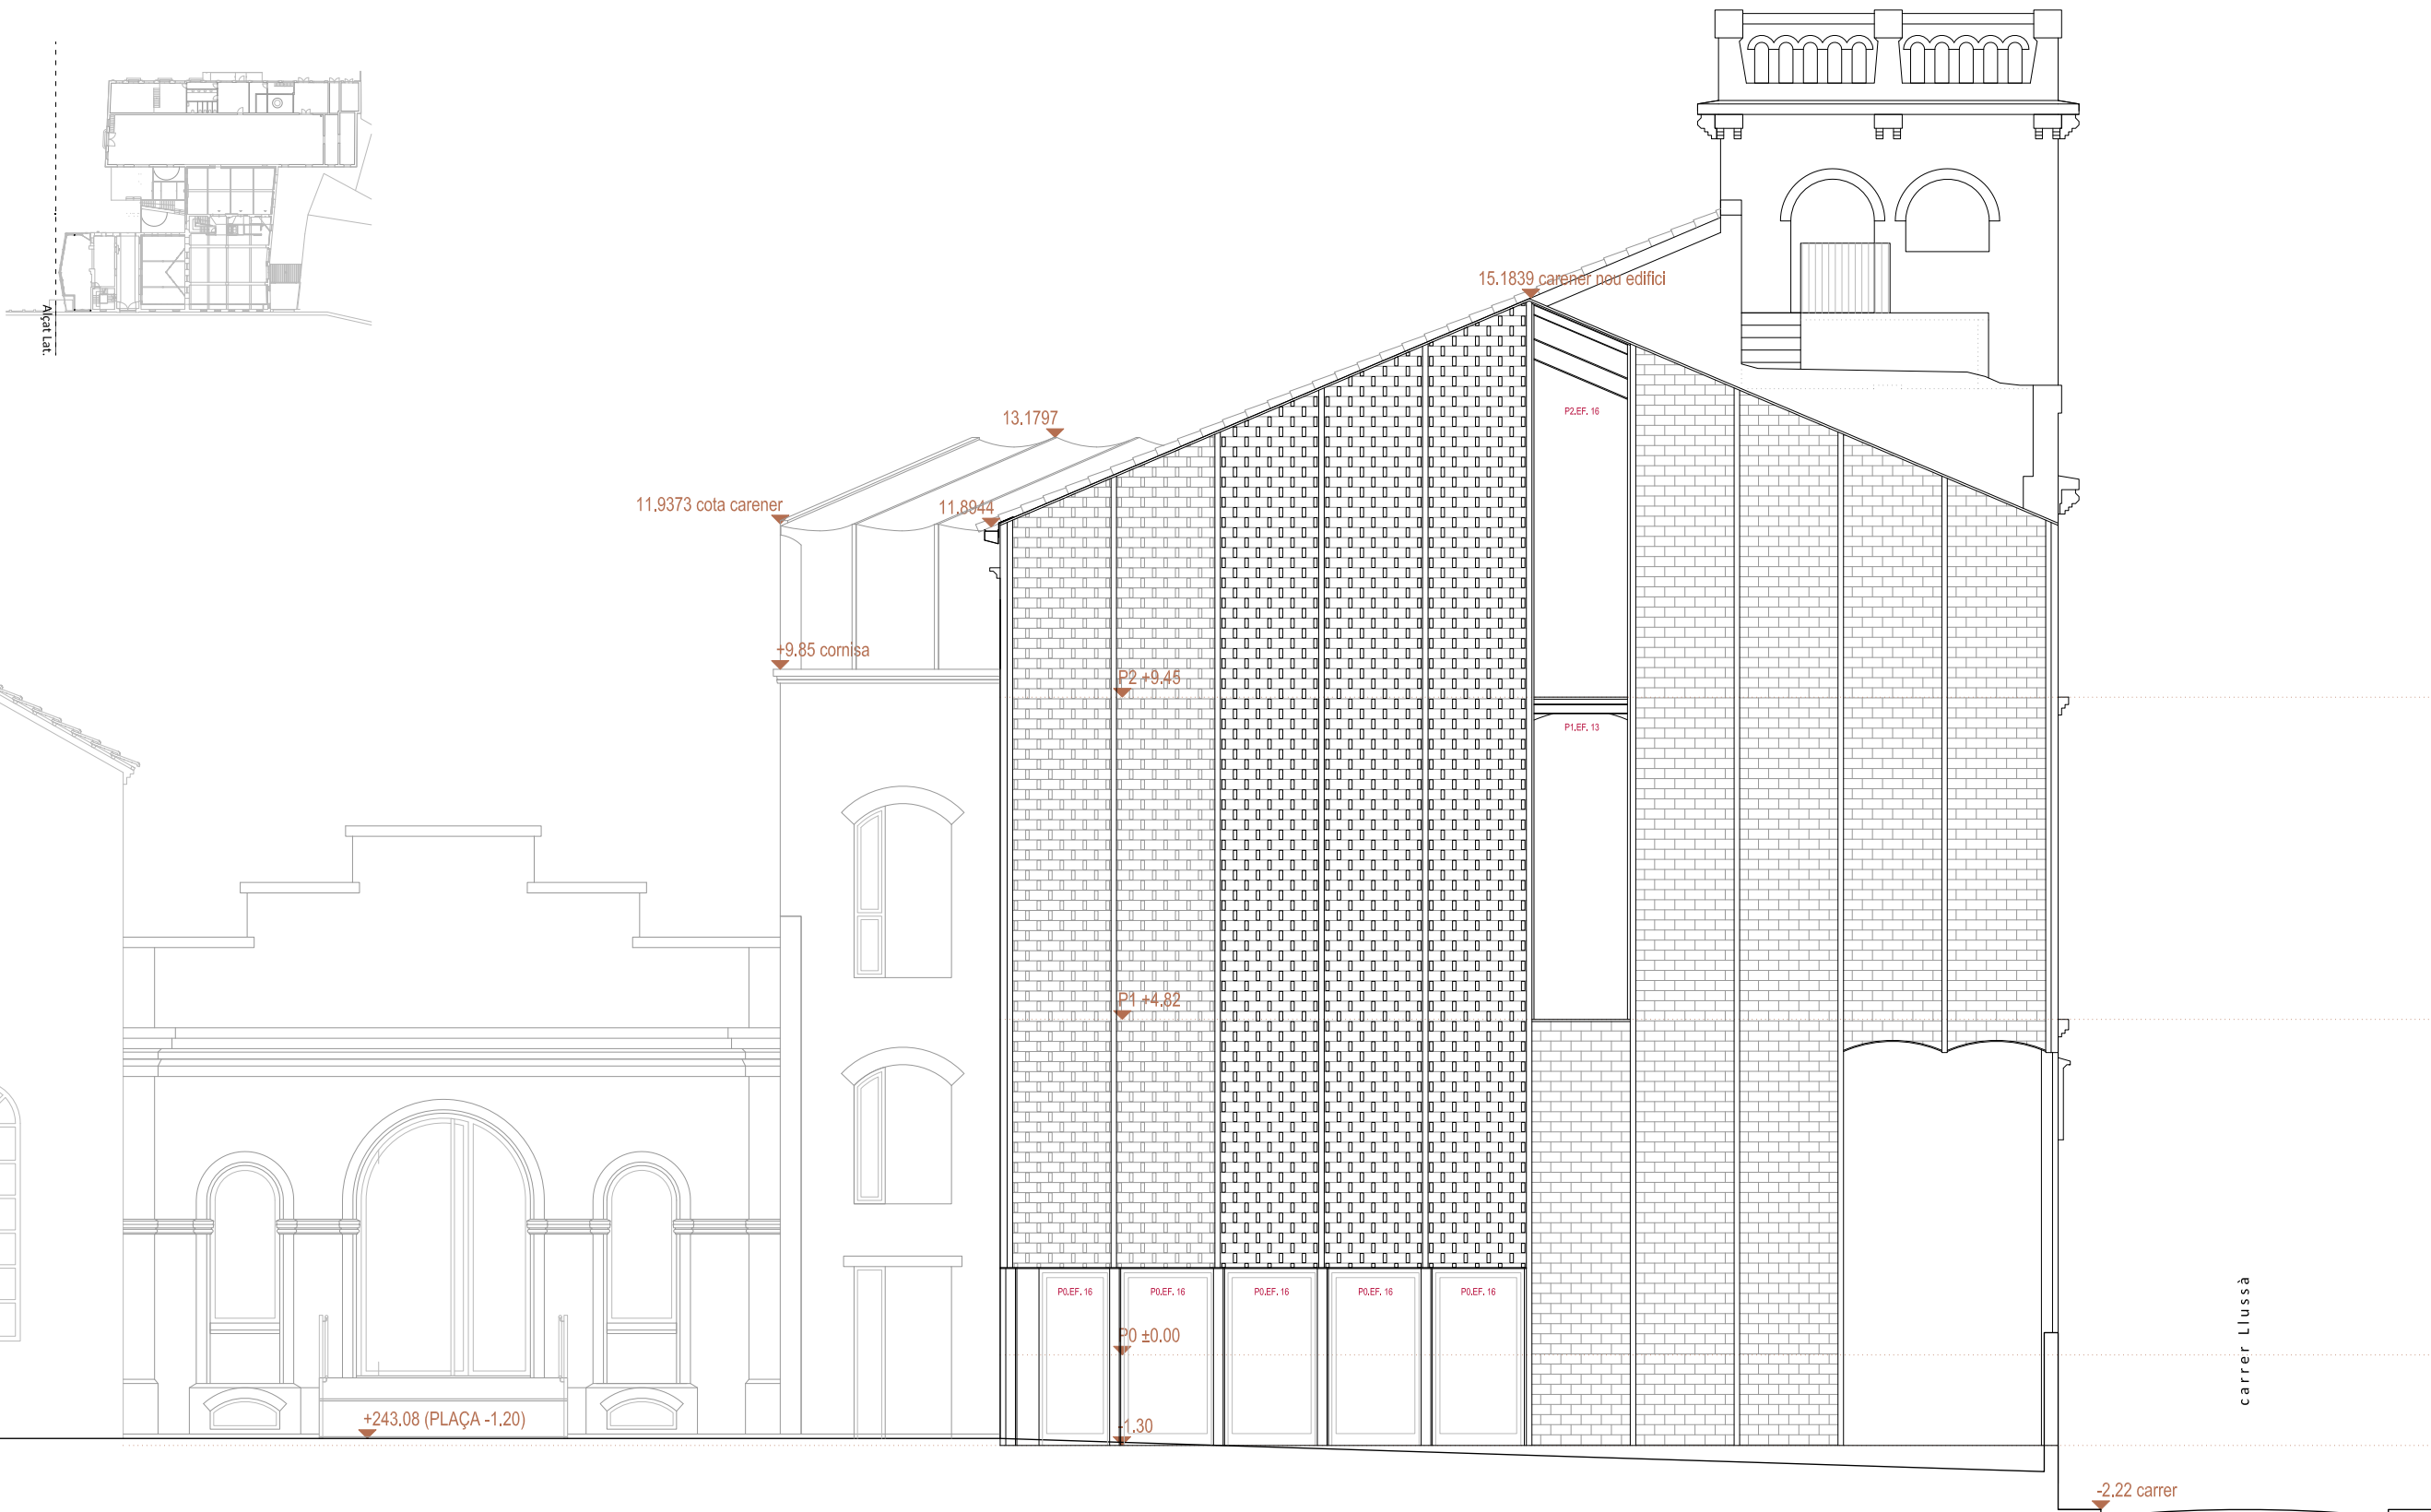 Alçat Lat.
15.1839 carener nou edifici
P2.EF. 16
13.1797
11.9373 cota carener
11.8944
+9.85 cornisa
P2 +9.45
P1.EF. 13
P1 +4.82
P0.EF. 16
P0.EF. 16
P0.EF. 16
P0.EF. 16
P0.EF. 16
P0 ±0.00
carrer Llussà
+243.08 (PLAÇA -1.20)
-1.30
-2.22 carrer